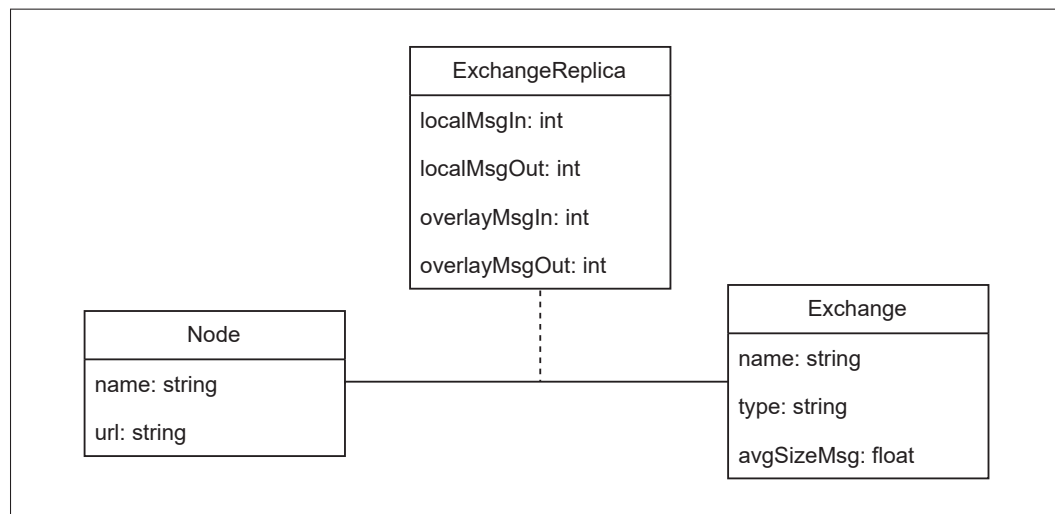 ExchangeReplica
localMsgIn: int
localMsgOut: int
overlayMsgIn: int
overlayMsgOut: int
Node
name: string
url: string
Exchange
name: string
type: string
avgSizeMsg: float